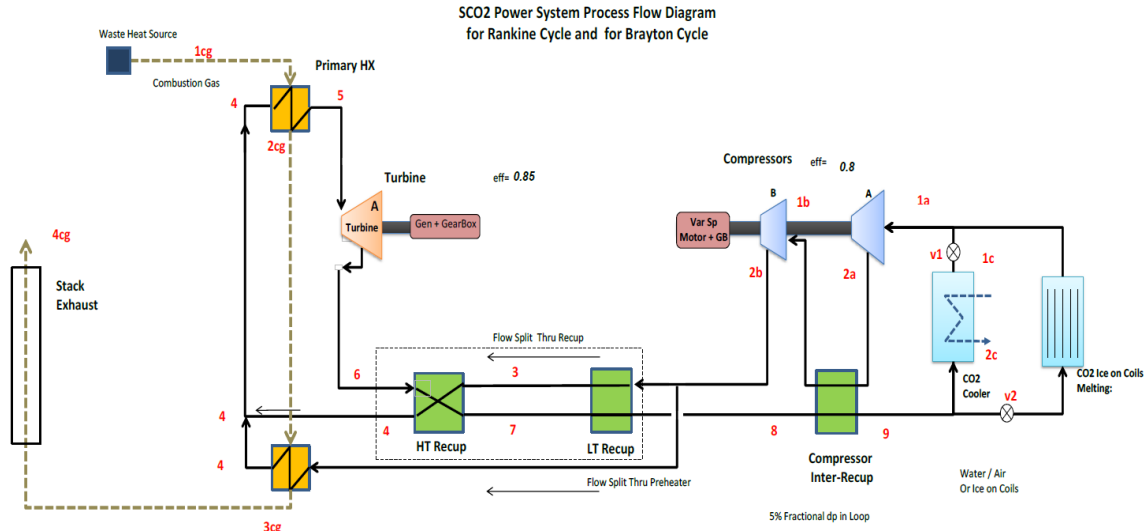 SCO2 Power System Process Flow Diagram
for Rankine Cycle and  for Brayton Cycle
Waste Heat Source
1cg
Combustion Gas
Primary HX
4
5
2cg
Turbine
eff= 0.85
A
Turbine
Gen + GearBox
Compressors
eff= 0.8
B
1b
A
1a
Var Sp
Motor + GB
2b
2a
v1
1c
2c
CO2
Cooler
CO2 Ice on Coils
Melting:
v2
4cg
Stack
Exhaust
Flow Split  Thru Recup
6
3
4
4
7
8
9
HT Recup
LT Recup
Compressor
Inter-Recup
4
Flow Split Thru Preheater
3cg
Water / Air
Or Ice on Coils
5% Fractional dp in Loop